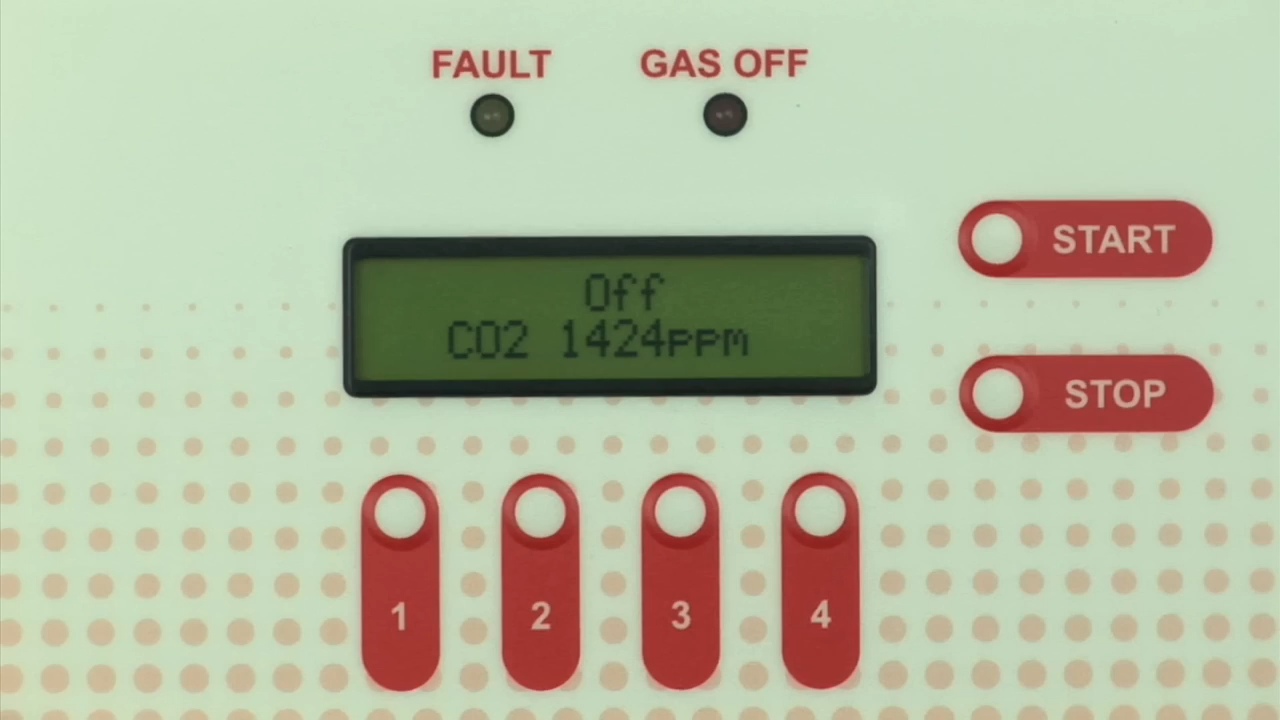 FAULT
GAS OFF
Off
CO2 1424ppm
START
STOP
1
2
3
4